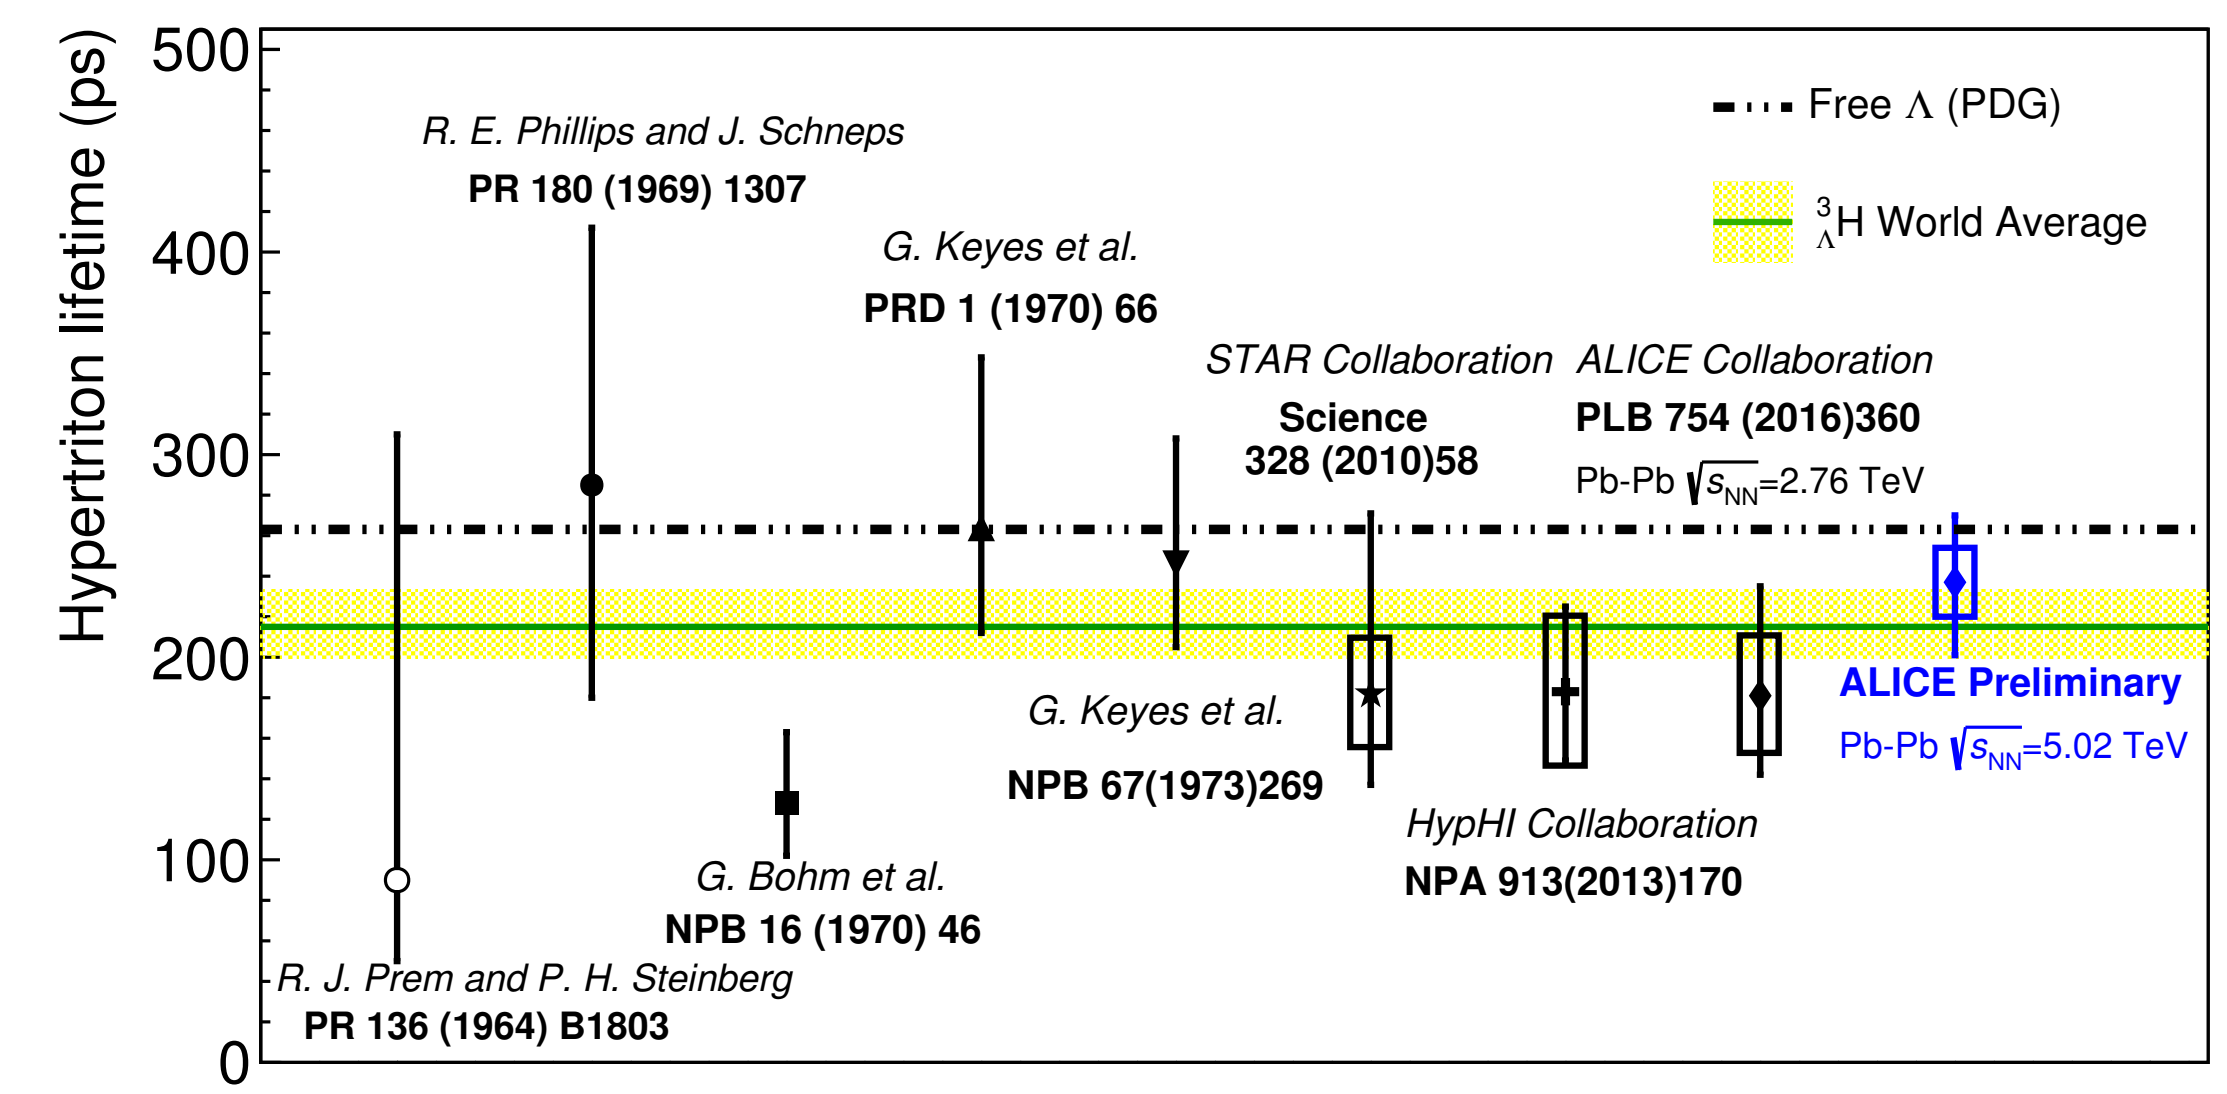 Hypertriton lifetime (ps)
500
400
300
200
100
0
Free Λ (PDG)
³ΛH World Average
R. E. Phillips and J. Schneps
PR 180 (1969) 1307
G. Keyes et al.
PRD 1 (1970) 66
STAR Collaboration
Science
328 (2010)58
ALICE Collaboration
PLB 754 (2016)360
Pb-Pb √sNN=2.76 TeV
ALICE Preliminary
Pb-Pb √sNN=5.02 TeV
G. Keyes et al.
NPB 67(1973)269
HypHI Collaboration
NPA 913(2013)170
G. Bohm et al.
NPB 16 (1970) 46
R. J. Prem and P. H. Steinberg
PR 136 (1964) B1803